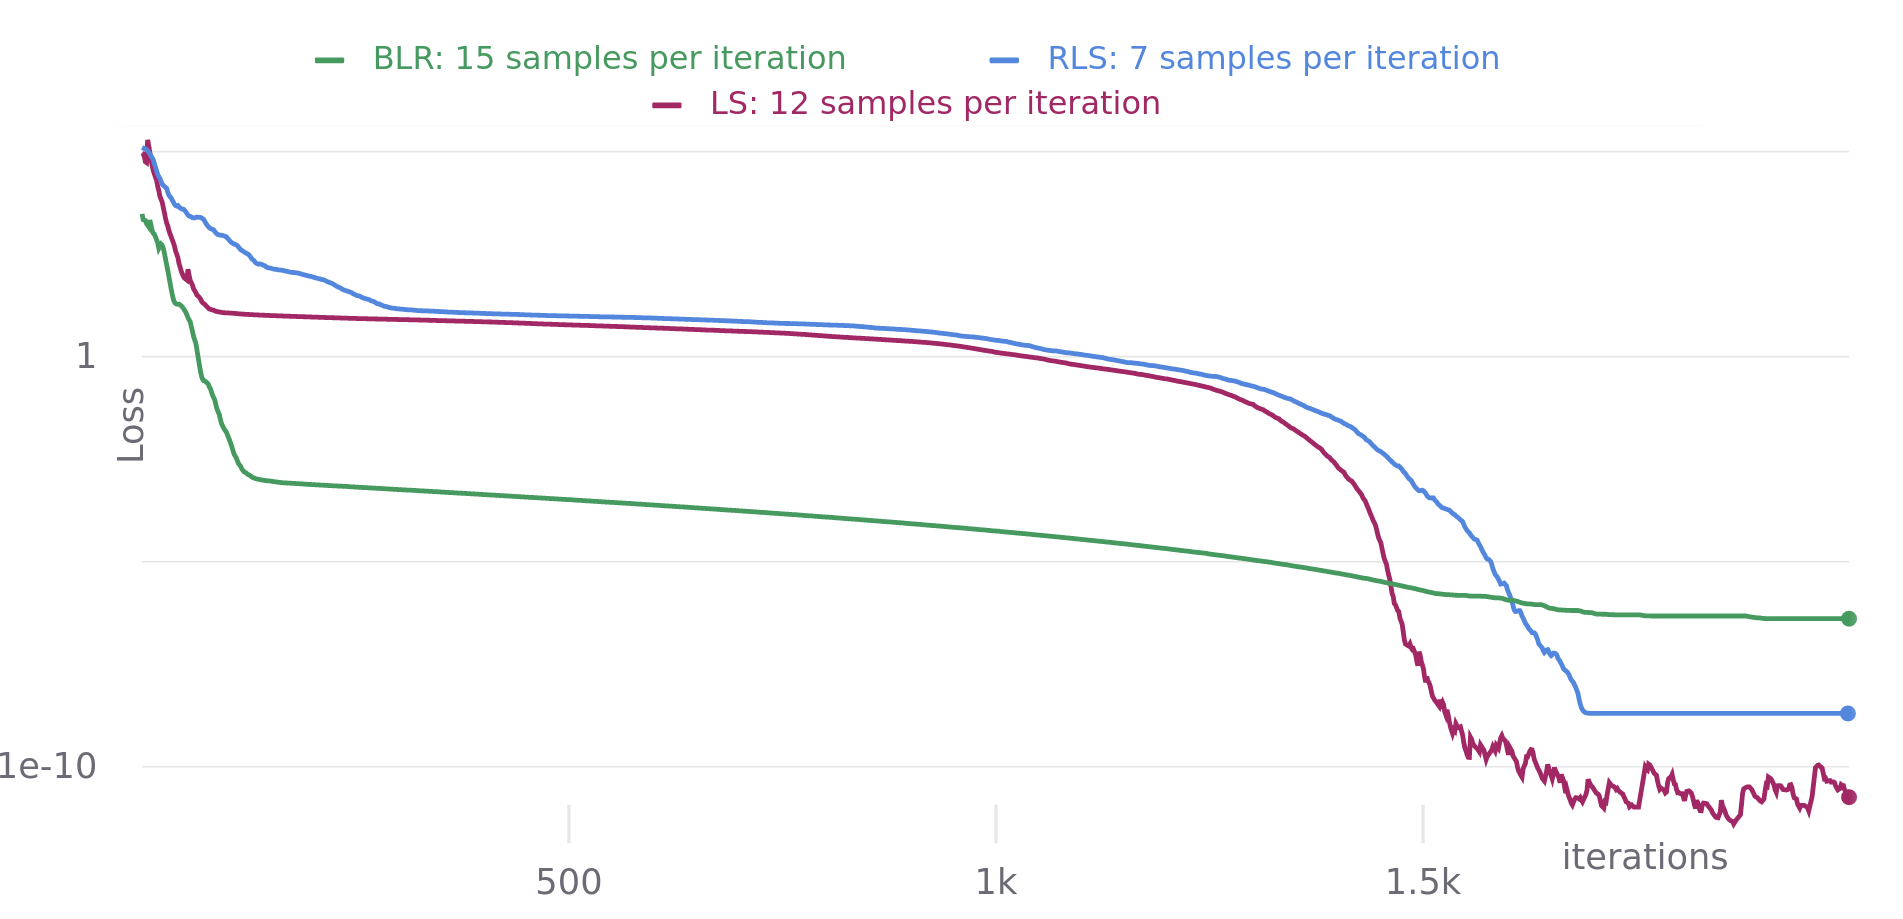 BLR: 15 samples per iteration
RLS: 7 samples per iteration
LS: 12 samples per iteration
1
Loss
1e-10
500
1k
1.5k
iterations